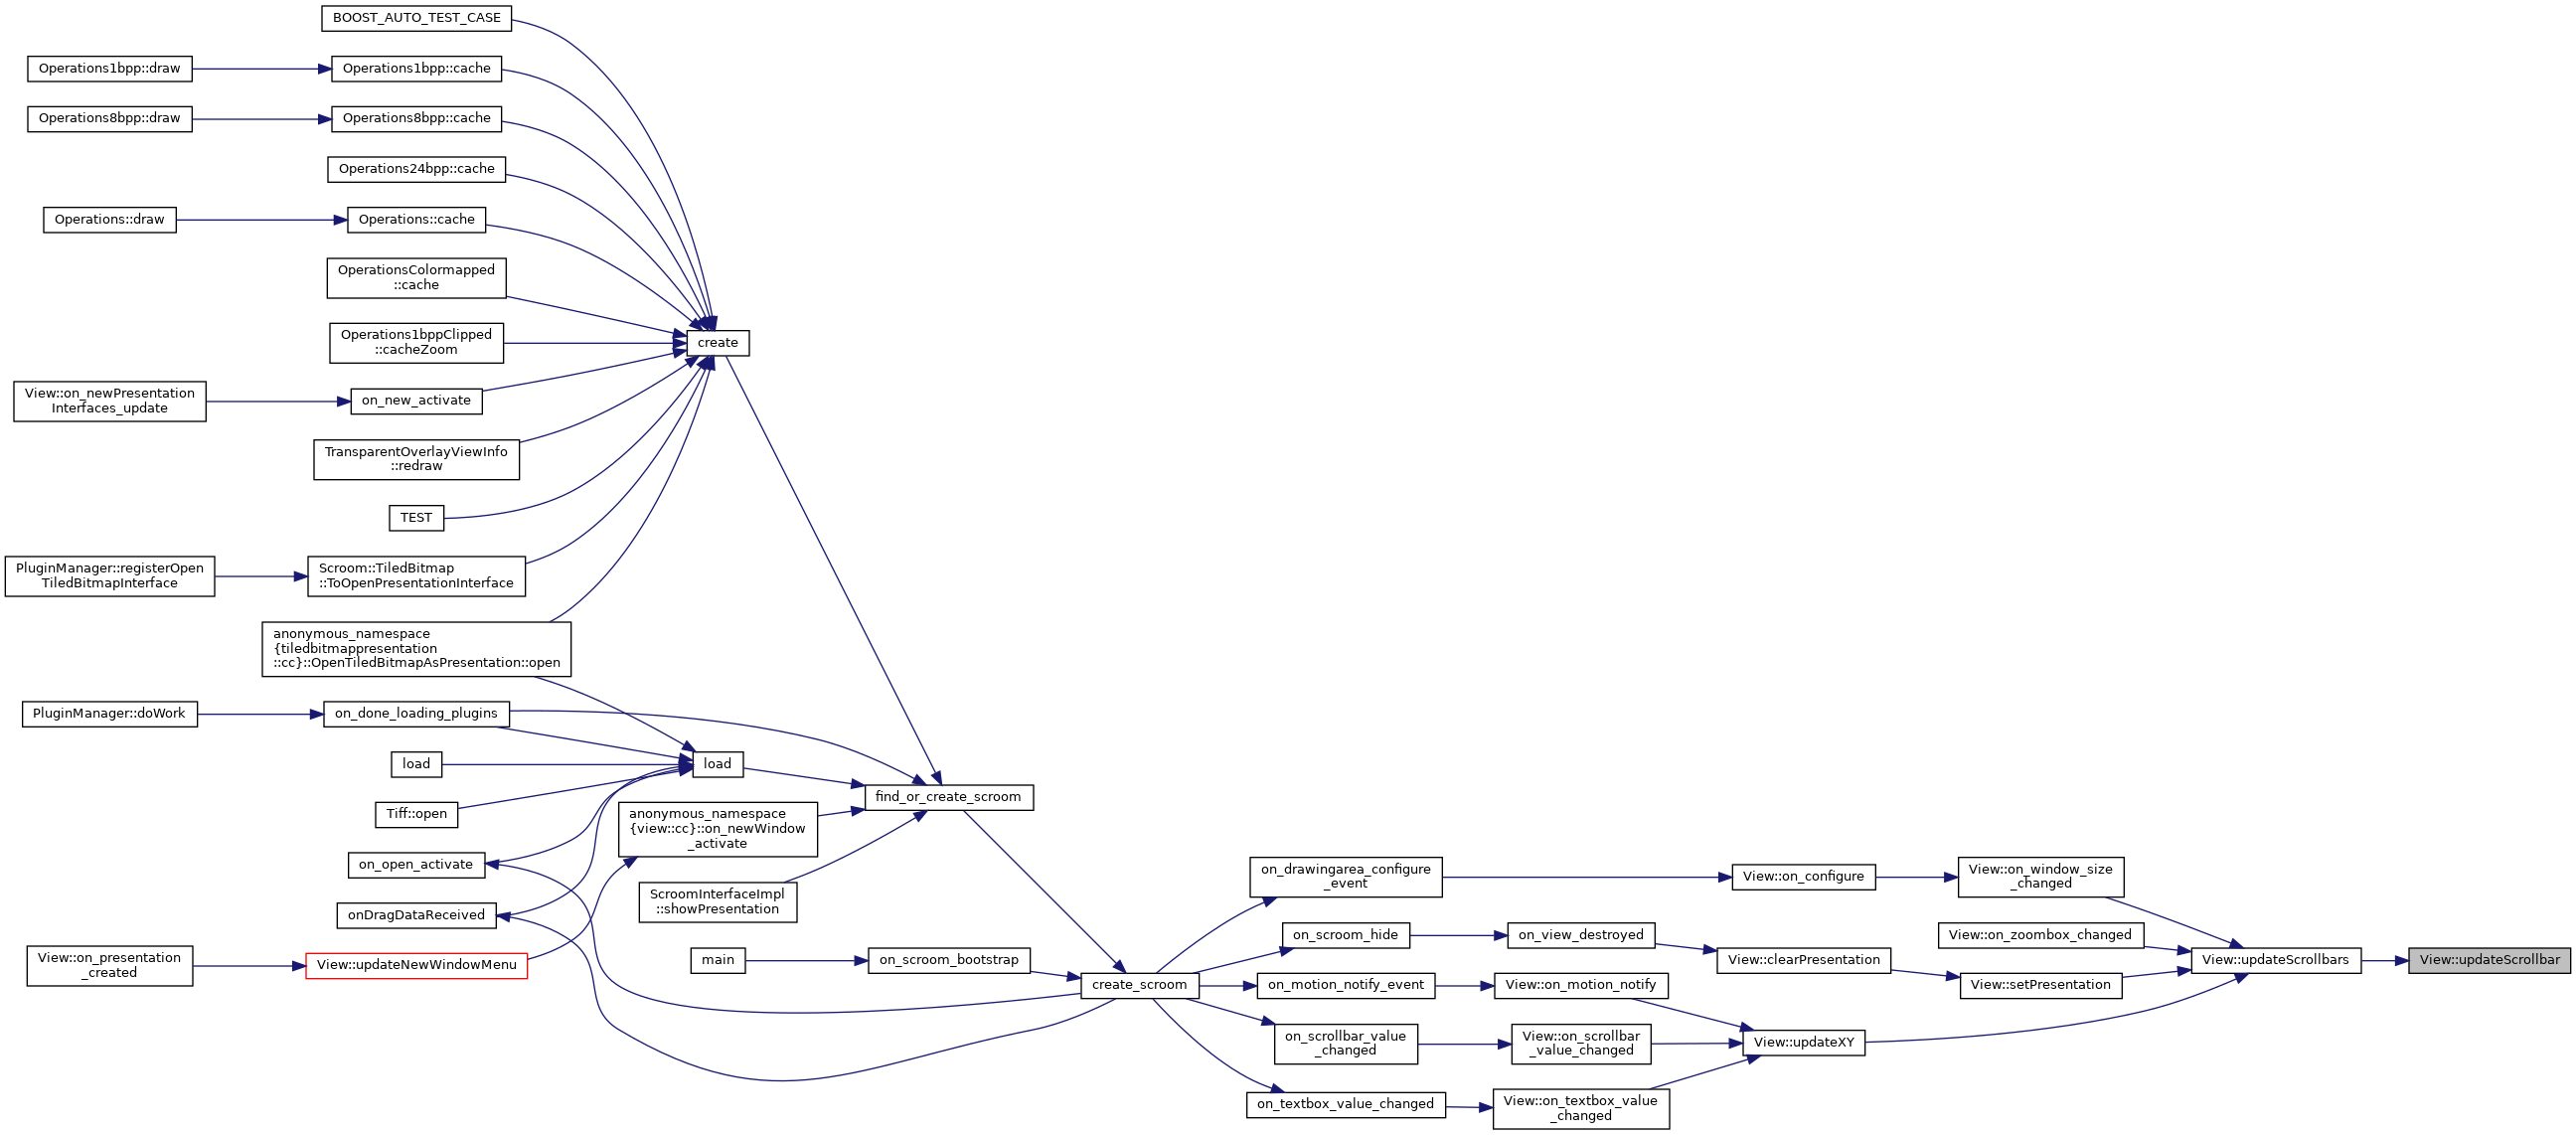 BOOST_AUTO_TEST_CASE
Operations1bpp::draw
Operations1bpp::cache
Operations8bpp::draw
Operations8bpp::cache
Operations24bpp::cache
Operations::draw
Operations::cache
OperationsColormapped
::cache
Operations1bppClipped
::cacheZoom
create
View::on_newPresentation
Interfaces_update
on_new_activate
TransparentOverlayViewInfo
::redraw
TEST
PluginManager::registerOpen
TiledBitmapInterface
Scroom::TiledBitmap
::ToOpenPresentationInterface
anonymous_namespace
{tiledbitmappresentation
::cc}::OpenTiledBitmapAsPresentation::open
PluginManager::doWork
on_done_loading_plugins
load
load
Tiff::open
find_or_create_scroom
anonymous_namespace
{view::cc}::on_newWindow
_activate
on_open_activate
ScroomInterfaceImpl
::showPresentation
onDragDataReceived
View::on_presentation
_created
View::updateNewWindowMenu
main
on_scroom_bootstrap
create_scroom
on_drawingarea_configure
_event
View::on_configure
View::on_window_size
_changed
on_scroom_hide
on_view_destroyed
View::clearPresentation
View::on_zoombox_changed
View::updateScrollbars
View::updateScrollbar
on_motion_notify_event
View::on_motion_notify
View::setPresentation
on_scrollbar_value
_changed
View::on_scrollbar
_value_changed
View::updateXY
on_textbox_value_changed
View::on_textbox_value
_changed